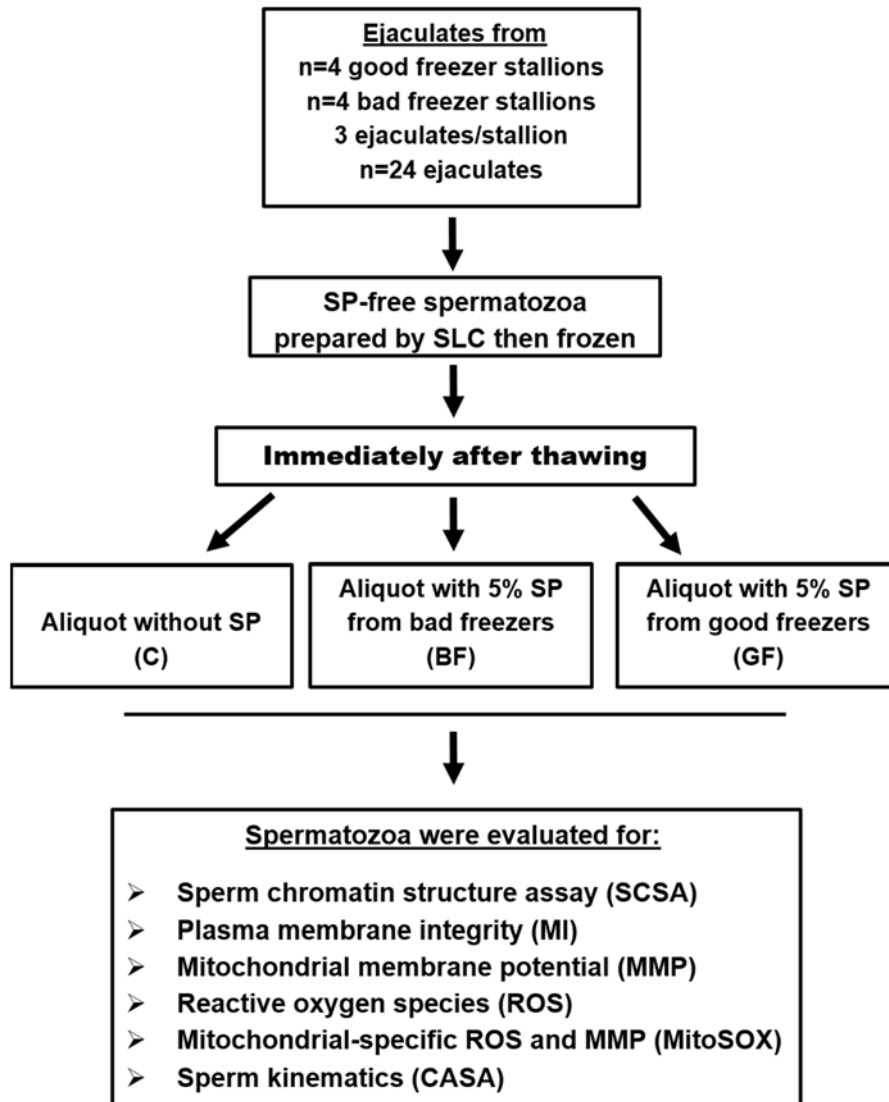 Ejaculates from
n=4 good freezer stallions
n=4 bad freezer stallions
3 ejaculates/stallion
n=24 ejaculates
SP-free spermatozoa
prepared by SLC then frozen
Immediately after thawing
Aliquot without SP
(C)
Aliquot with 5% SP
from bad freezers
(BF)
Aliquot with 5% SP
from good freezers
(GF)
Spermatozoa were evaluated for:
➢ Sperm chromatin structure assay (SCSA)
➢ Plasma membrane integrity (MI)
➢ Mitochondrial membrane potential (MMP)
➢ Reactive oxygen species (ROS)
➢ Mitochondrial-specific ROS and MMP (MitoSOX)
➢ Sperm kinematics (CASA)